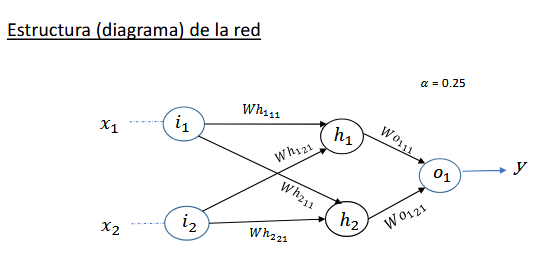 Estructura (diagrama) de la red
α = 0.25
x₁
i₁
Wh₁₁₁
h₁
Wo₁₁₁
Wh₁₂₁
o₁
y
Wh₂₁₁
x₂
i₂
Wh₂₂₁
h₂
Wo₁₂₁